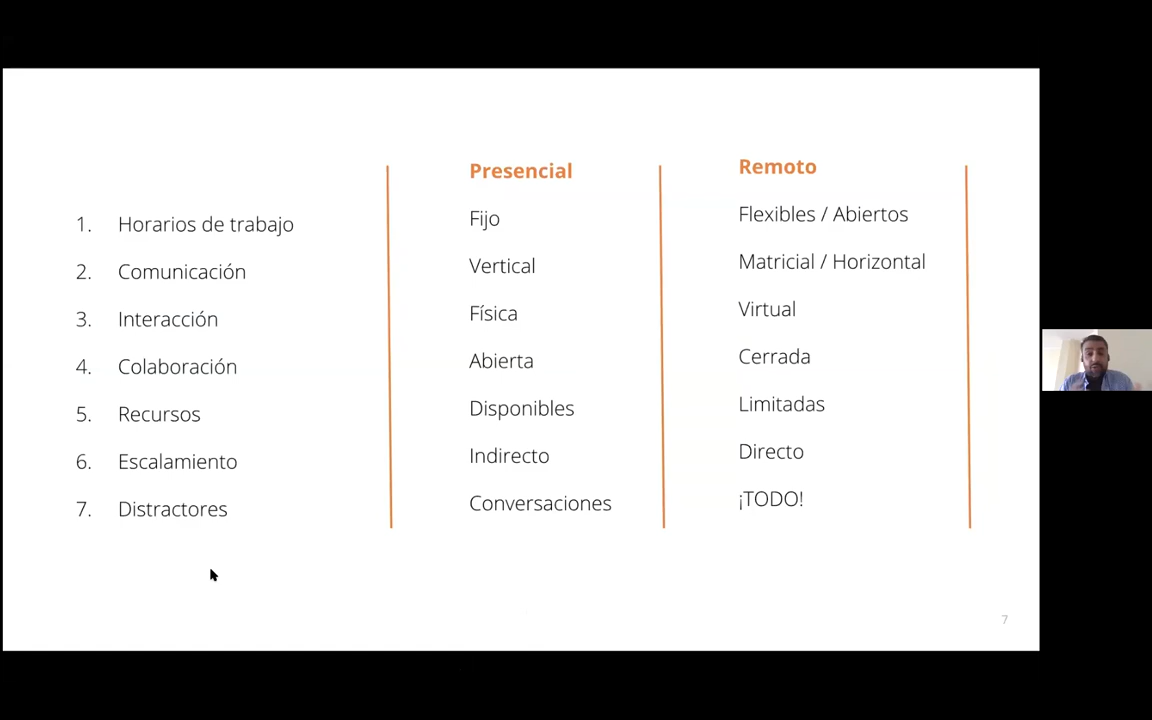 Presencial
Remoto
1. Horarios de trabajo
Fijo
Flexibles / Abiertos
2. Comunicación
Vertical
Matricial / Horizontal
3. Interacción
Física
Virtual
4. Colaboración
Abierta
Cerrada
5. Recursos
Disponibles
Limitadas
6. Escalamiento
Indirecto
Directo
7. Distractores
Conversaciones
¡TODO!
7